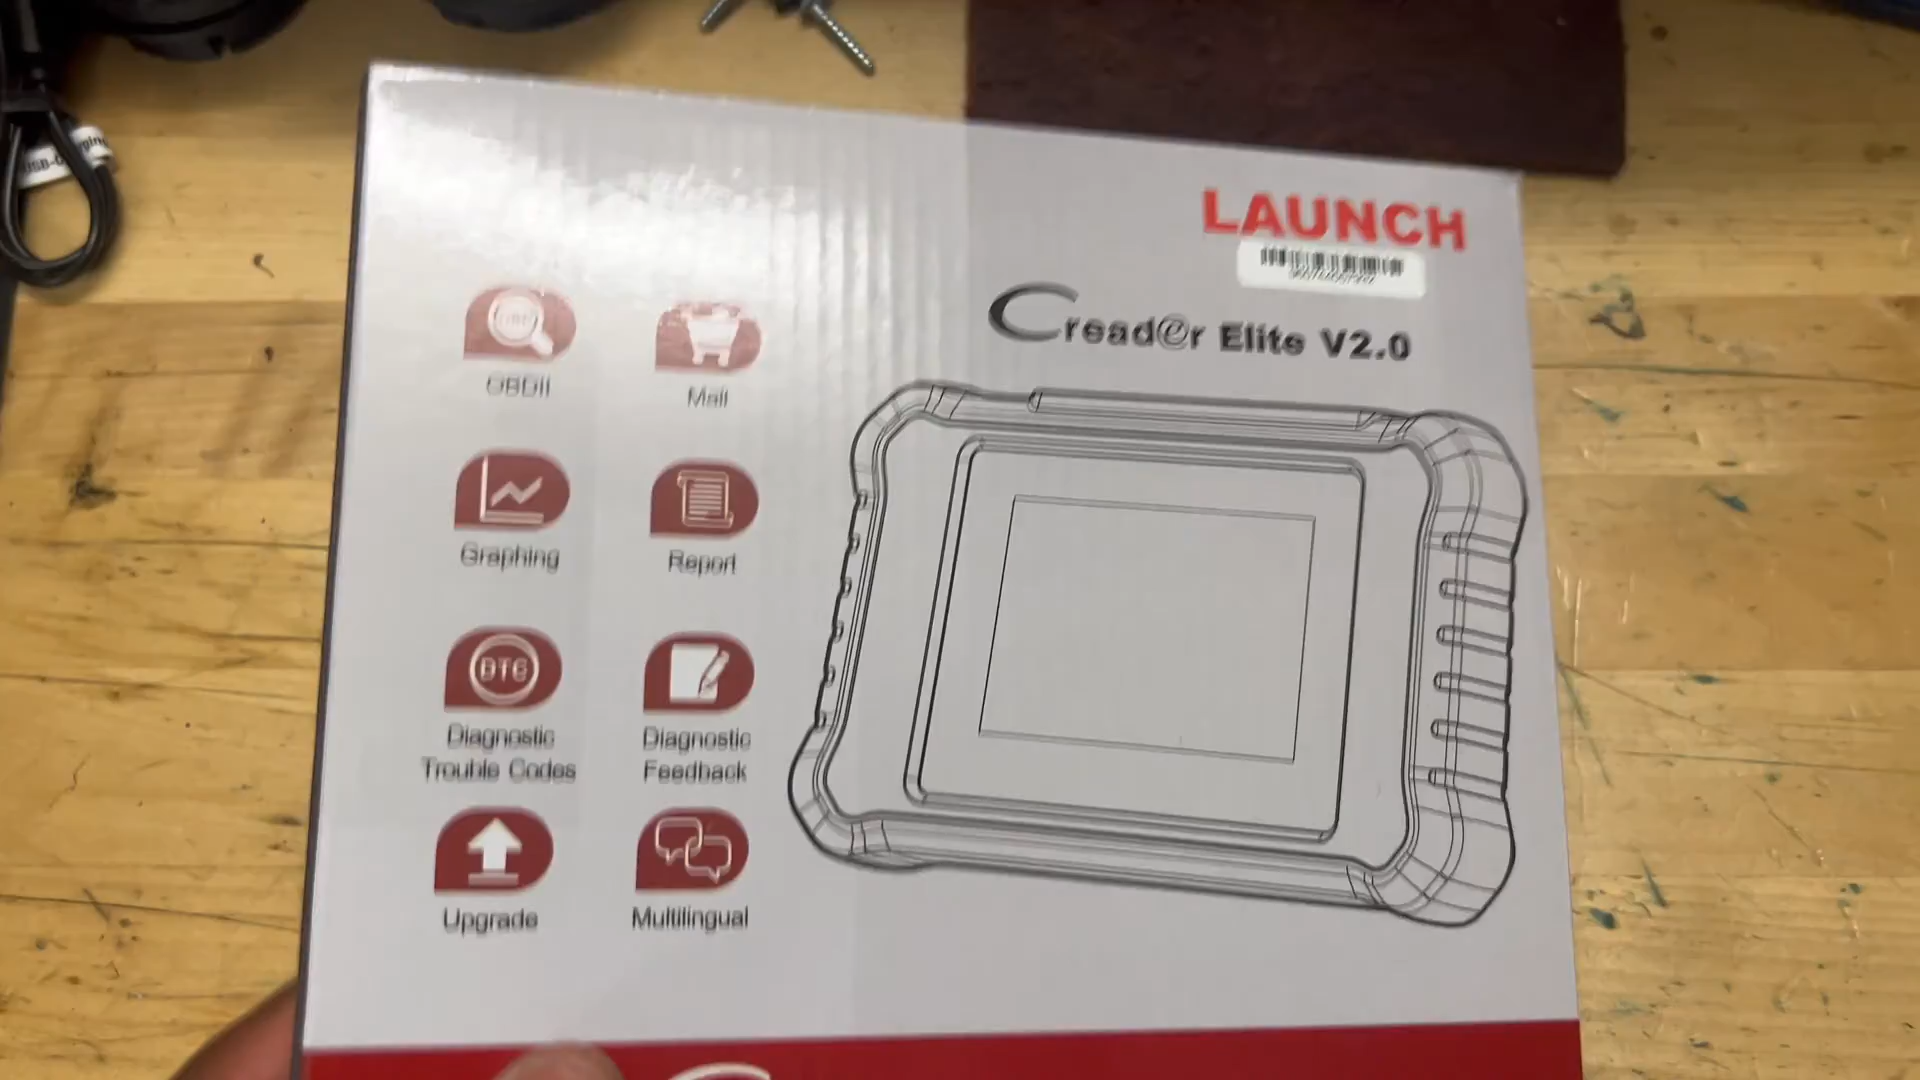 LAUNCH
Cread@r Elite V2.0
OBDII
Mall
Graphing
Report
DTC
Diagnostic
Trouble Codes
Diagnostic
Feedback
Upgrade
Multilingual